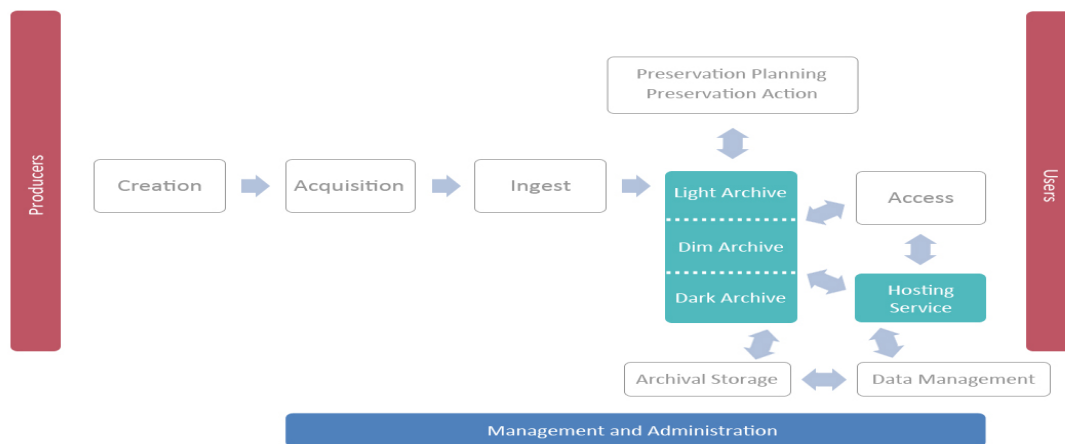 Producers
Users
Preservation Planning
Preservation Action
Creation
Acquisition
Ingest
Light Archive
Dim Archive
Dark Archive
Access
Hosting
Service
Archival Storage
Data Management
Management and Administration